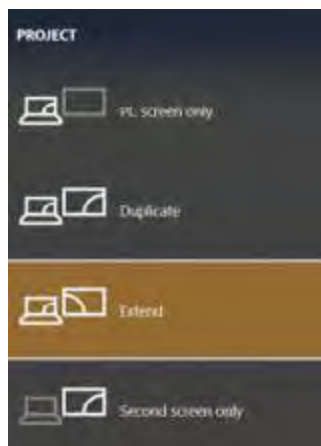 PROJECT
PC screen only
Duplicate
Extend
Second screen only